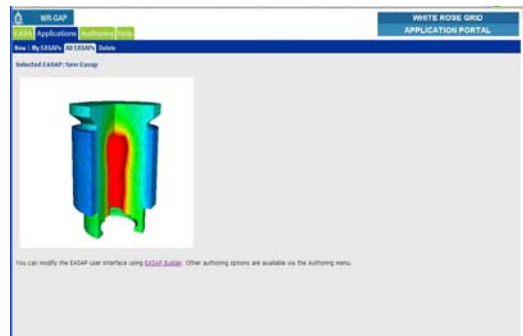 WR-GAP
WHITE ROSE GRID
APPLICATION PORTAL
EASA Applications Authoring Help
New | My EASAPs All EASAPs Delete
Selected EASAP: New Easap
You can modify the EASAP user interface using EASAP Builder. Other authoring options are available via the Authoring menu.